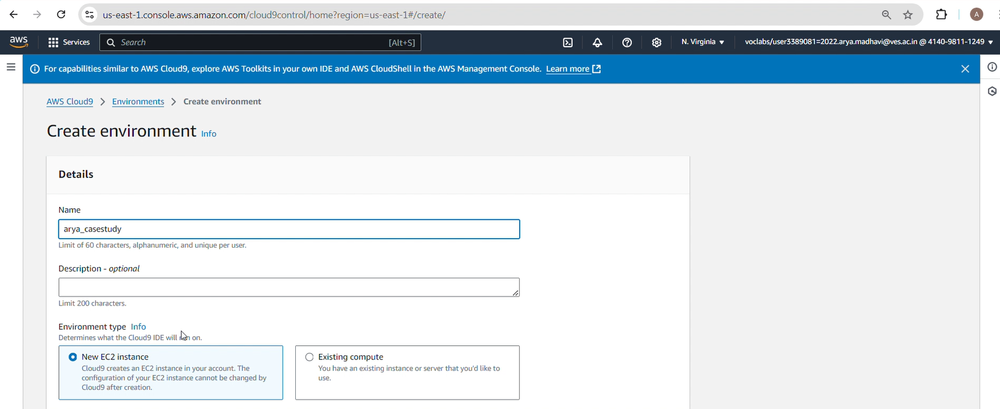 us-east-1.console.aws.amazon.com/cloud9control/home?region=us-east-1#/create/
A
aws
Services
Search
[Alt+S]
N. Virginia
voclabs/user3389081=2022.arya.madhavi@ves.ac.in @ 4140-9811-1249
For capabilities similar to AWS Cloud9, explore AWS Toolkits in your own IDE and AWS CloudShell in the AWS Management Console. Learn more
AWS Cloud9 > Environments > Create environment
Create environment Info
Details
Name
arya_casestudy
Limit of 60 characters, alphanumeric, and unique per user.
Description - optional
Limit 200 characters.
Environment type Info
Determines what the Cloud9 IDE will run on.
New EC2 instance
Cloud9 creates an EC2 instance in your account. The
configuration of your EC2 instance cannot be changed by
Cloud9 after creation.
Existing compute
You have an existing instance or server that you'd like to
use.